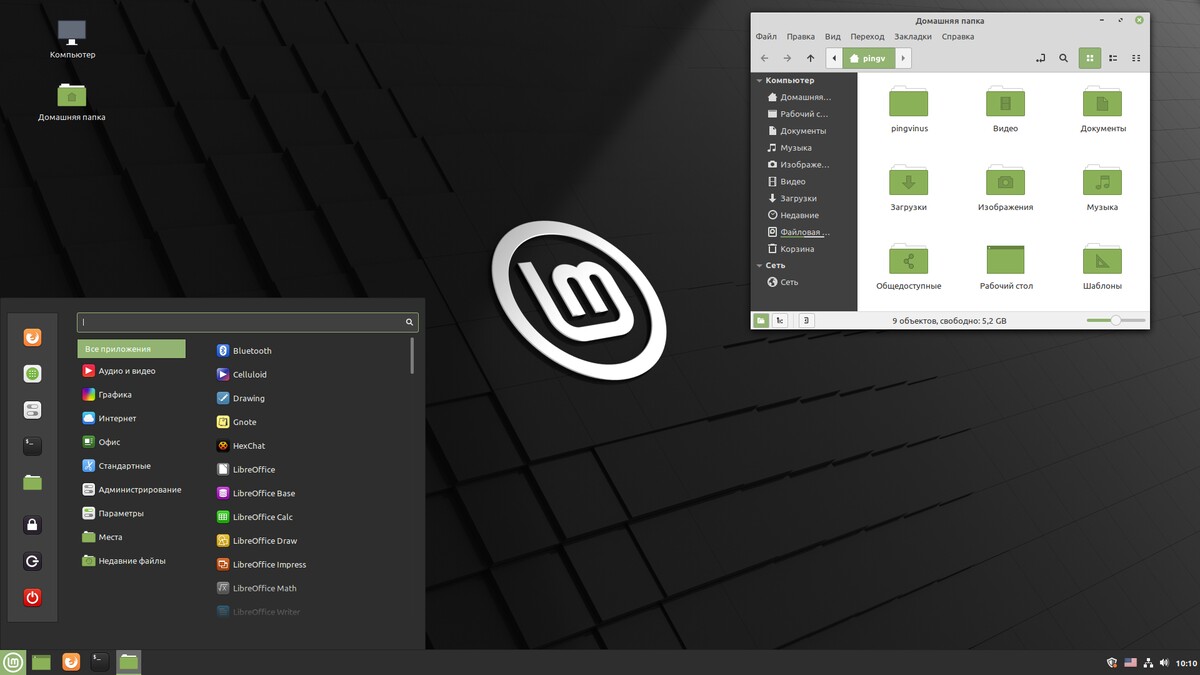 Компьютер
Домашняя папка
Домашняя папка
Файл Правка Вид Переход Закладки Справка
pingv
Компьютер
Домашняя...
Рабочий с...
Документы
Музыка
Изображе...
Видео
Загрузки
Недавние
Файловая ...
Корзина
Сеть
Сеть
pingvinus Видео Документы
Загрузки Изображения Музыка
Общедоступные Рабочий стол Шаблоны
9 объектов, свободно: 5,2 GB
lm
Все приложения
Аудио и видео
Графика
Интернет
Офис
Стандартные
Администрирование
Параметры
Места
Недавние файлы
Bluetooth
Celluloid
Drawing
Gnote
HexChat
LibreOffice
LibreOffice Base
LibreOffice Calc
LibreOffice Draw
LibreOffice Impress
LibreOffice Math
LibreOffice Writer
10:10